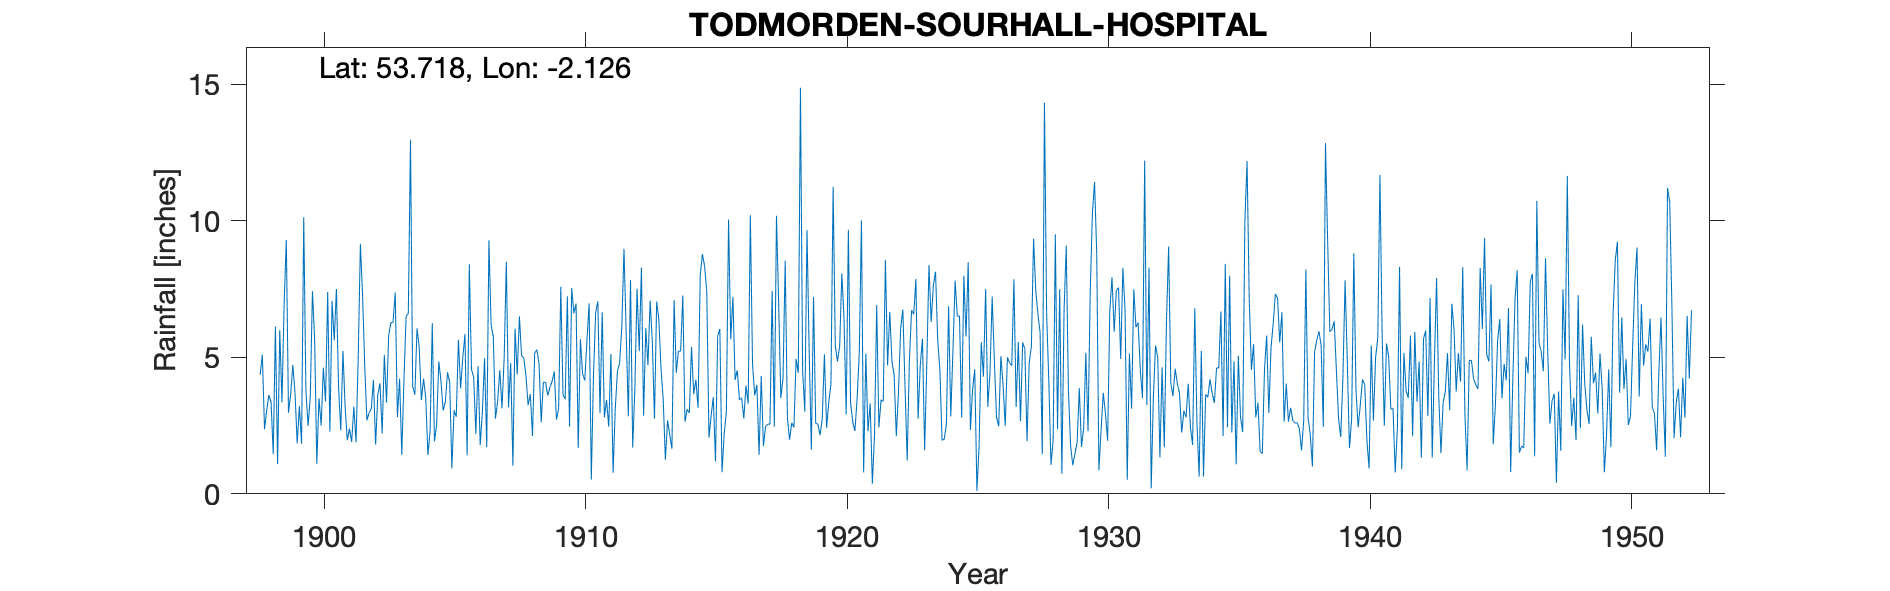 TODMORDEN-SOURHALL-HOSPITAL
Lat: 53.718, Lon: -2.126
Rainfall [inches]
15
10
5
0
1900 1910 1920 1930 1940 1950
Year